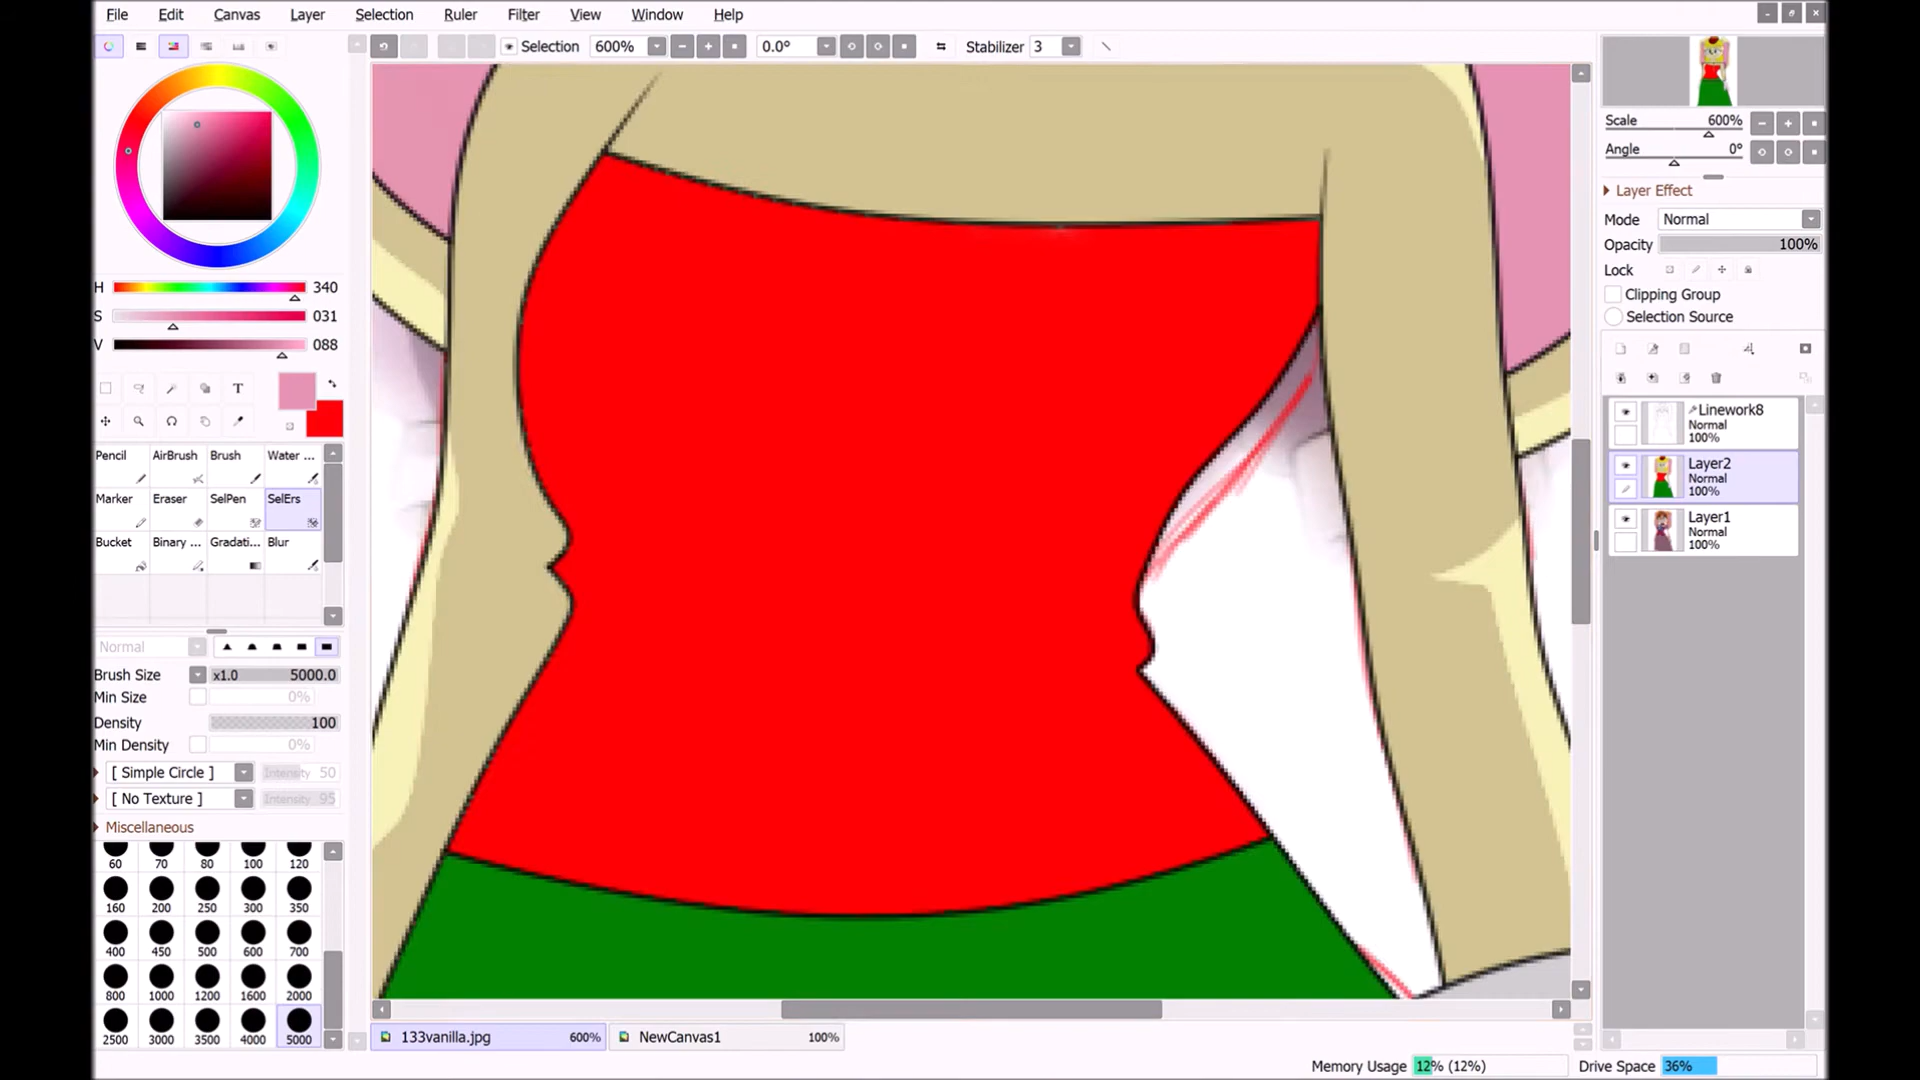 File Edit Canvas Layer Selection Ruler Filter View Window Help
Selection 600% 0.0° Stabilizer 3
Scale 600%
Angle 0°
Layer Effect
Mode Normal
Opacity 100%
Lock
Clipping Group
Selection Source
H 340
S 031
V 088
T
Pencil AirBrush Brush Water ...
Marker Eraser SelPen SelErs
Bucket Binary ... Gradati... Blur
Normal
Brush Size x1.0 5000.0
Min Size 0%
Density 100
Min Density 0%
[ Simple Circle ] Intensity 50
[ No Texture ] Intensity 95
Miscellaneous
60 70 80 100 120
160 200 250 300 350
400 450 500 600 700
800 1000 1200 1600 2000
2500 3000 3500 4000 5000
Linework8
Normal
100%
Layer2
Normal
100%
Layer1
Normal
100%
133vanilla.jpg 600% NewCanvas1 100%
Memory Usage 12% (12%) Drive Space 36%